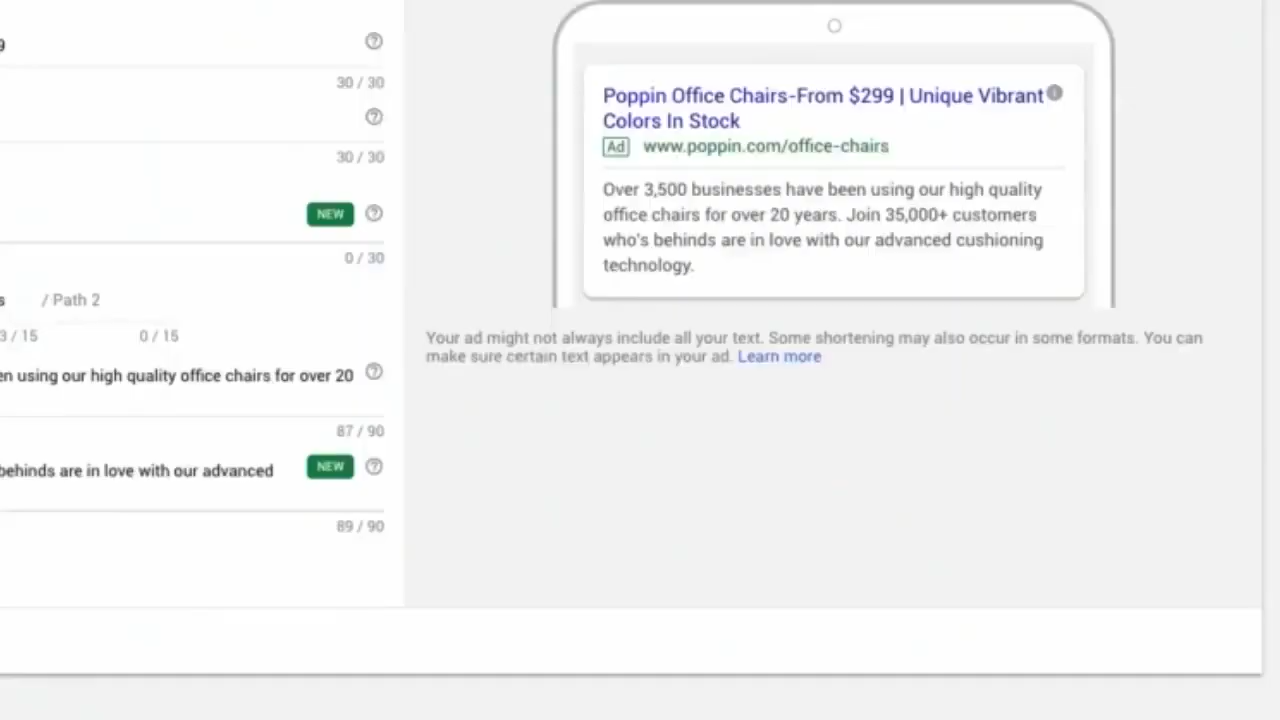 9
30 / 30
30 / 30
NEW
0 / 30
s / Path 2
3 / 15 0 / 15
en using our high quality office chairs for over 20
87 / 90
behinds are in love with our advanced NEW
89 / 90
Poppin Office Chairs-From $299 | Unique Vibrant
Colors In Stock
Ad www.poppin.com/office-chairs
Over 3,500 businesses have been using our high quality
office chairs for over 20 years. Join 35,000+ customers
who's behinds are in love with our advanced cushioning
technology.
Your ad might not always include all your text. Some shortening may also occur in some formats. You can
make sure certain text appears in your ad. Learn more